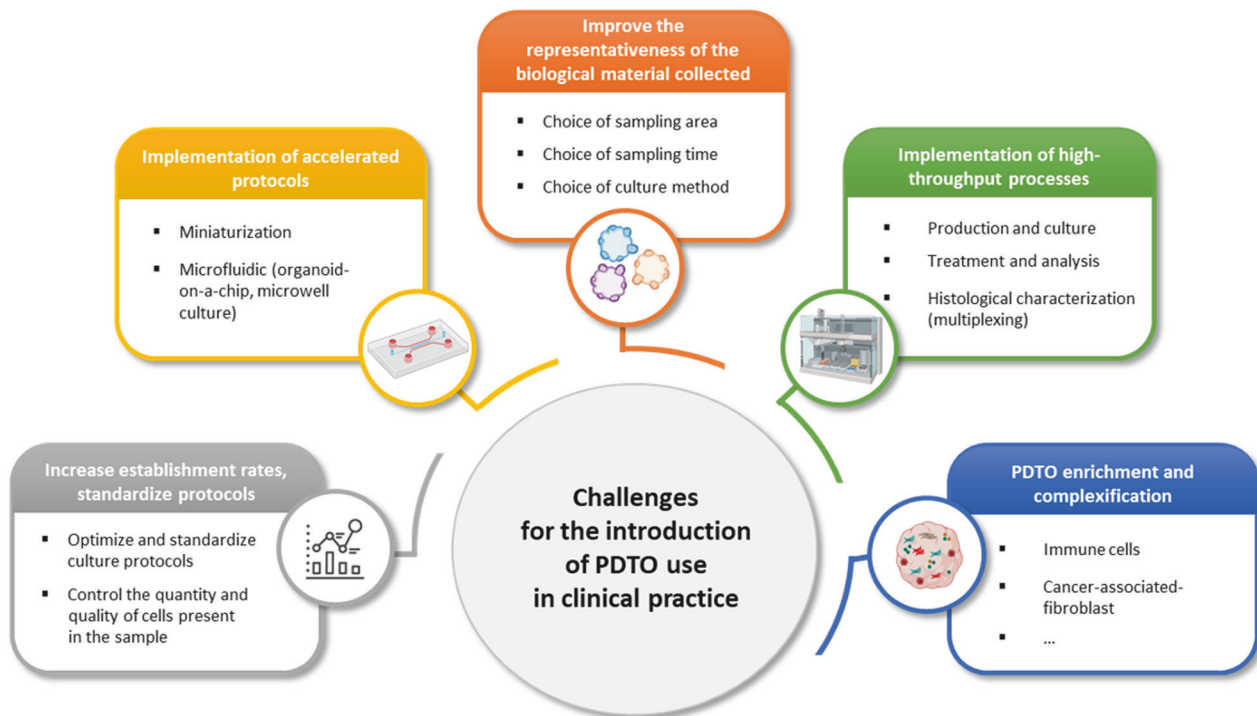 Improve the
representativeness of the
biological material collected
▪ Choice of sampling area
▪ Choice of sampling time
▪ Choice of culture method
Implementation of accelerated
protocols
▪ Miniaturization
▪ Microfluidic (organoid-
on-a-chip, microwell
culture)
Implementation of high-
throughput processes
▪ Production and culture
▪ Treatment and analysis
▪ Histological characterization
(multiplexing)
Increase establishment rates,
standardize protocols
▪ Optimize and standardize
culture protocols
▪ Control the quantity and
quality of cells present
in the sample
Challenges
for the introduction
of PDTO use
in clinical practice
PDTO enrichment and
complexification
▪ Immune cells
▪ Cancer-associated-
fibroblast
▪ ...